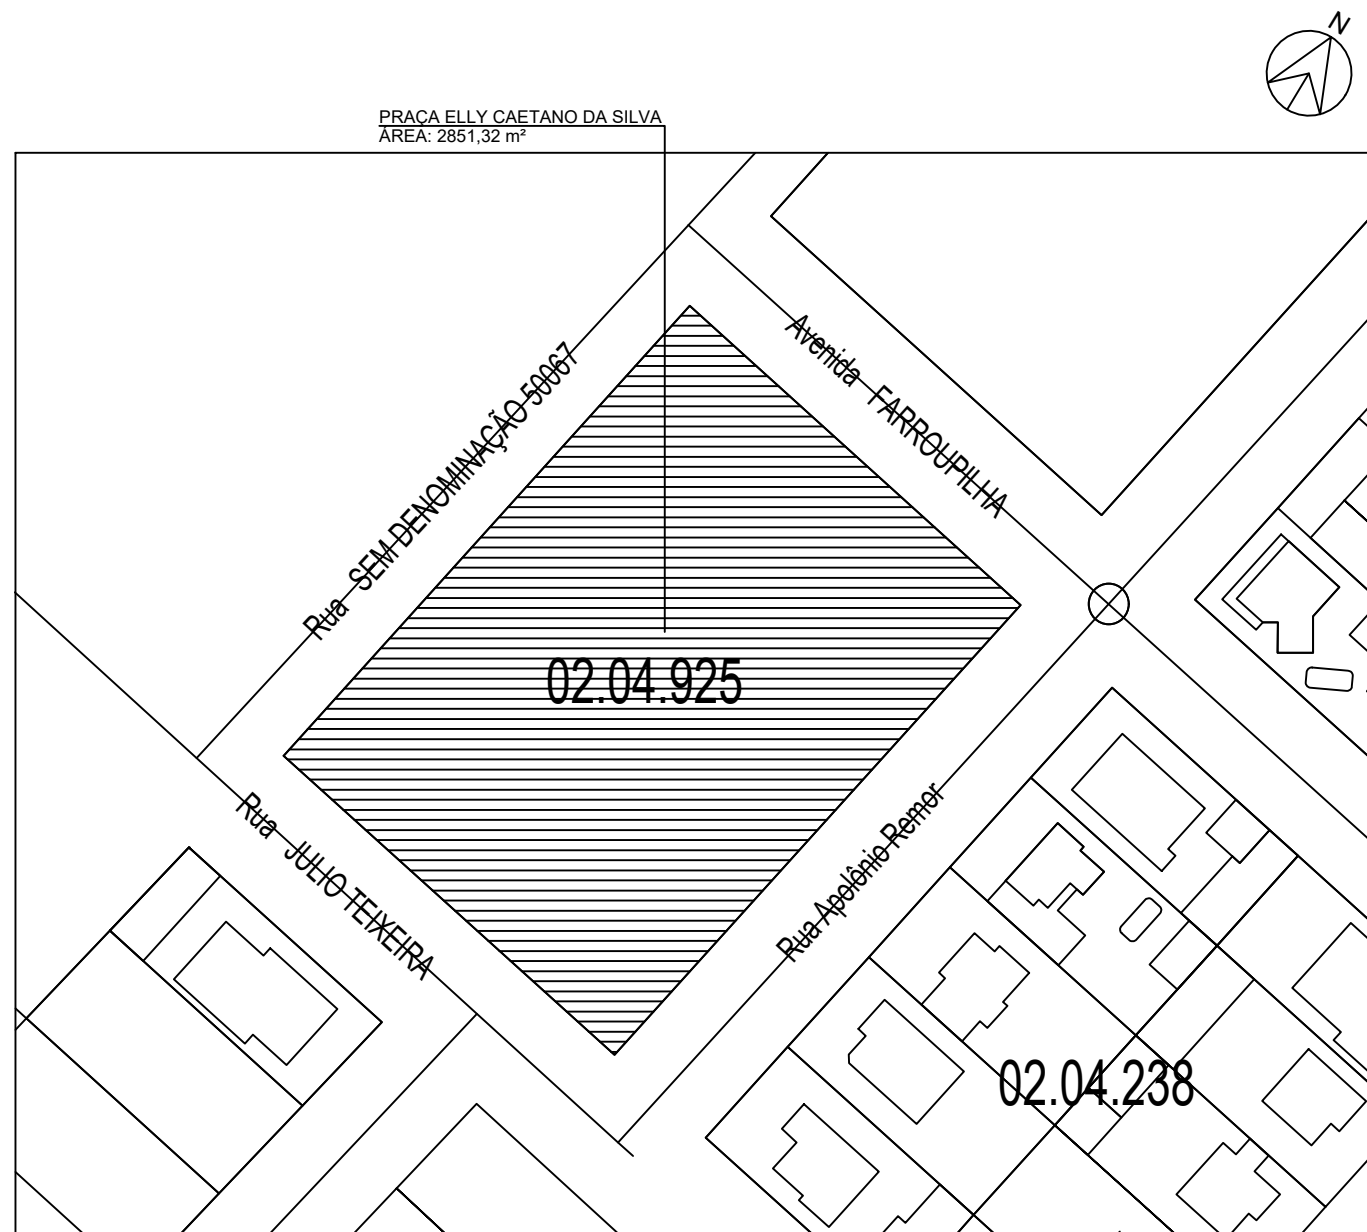 N
PRAÇA ELLY CAETANO DA SILVA
ÁREA: 2851,32 m²
Avenida FARROUPILHA
Rua SEM DENOMINAÇÃO 50067
02.04.925
Rua JULIO TEIXEIRA
Rua Apolônio Remor
02.04.238